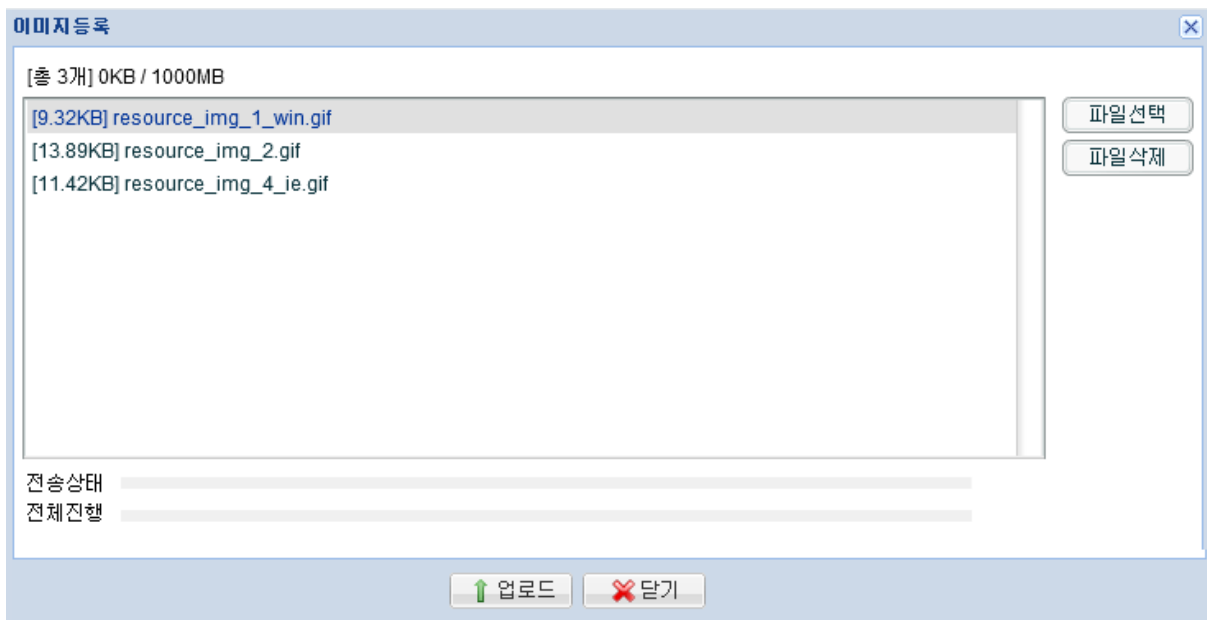 이미지등록
[총 3개] 0KB / 1000MB
[9.32KB] resource_img_1_win.gif
[13.89KB] resource_img_2.gif
[11.42KB] resource_img_4_ie.gif
파일선택
파일삭제
전송상태
전체진행
업로드
닫기